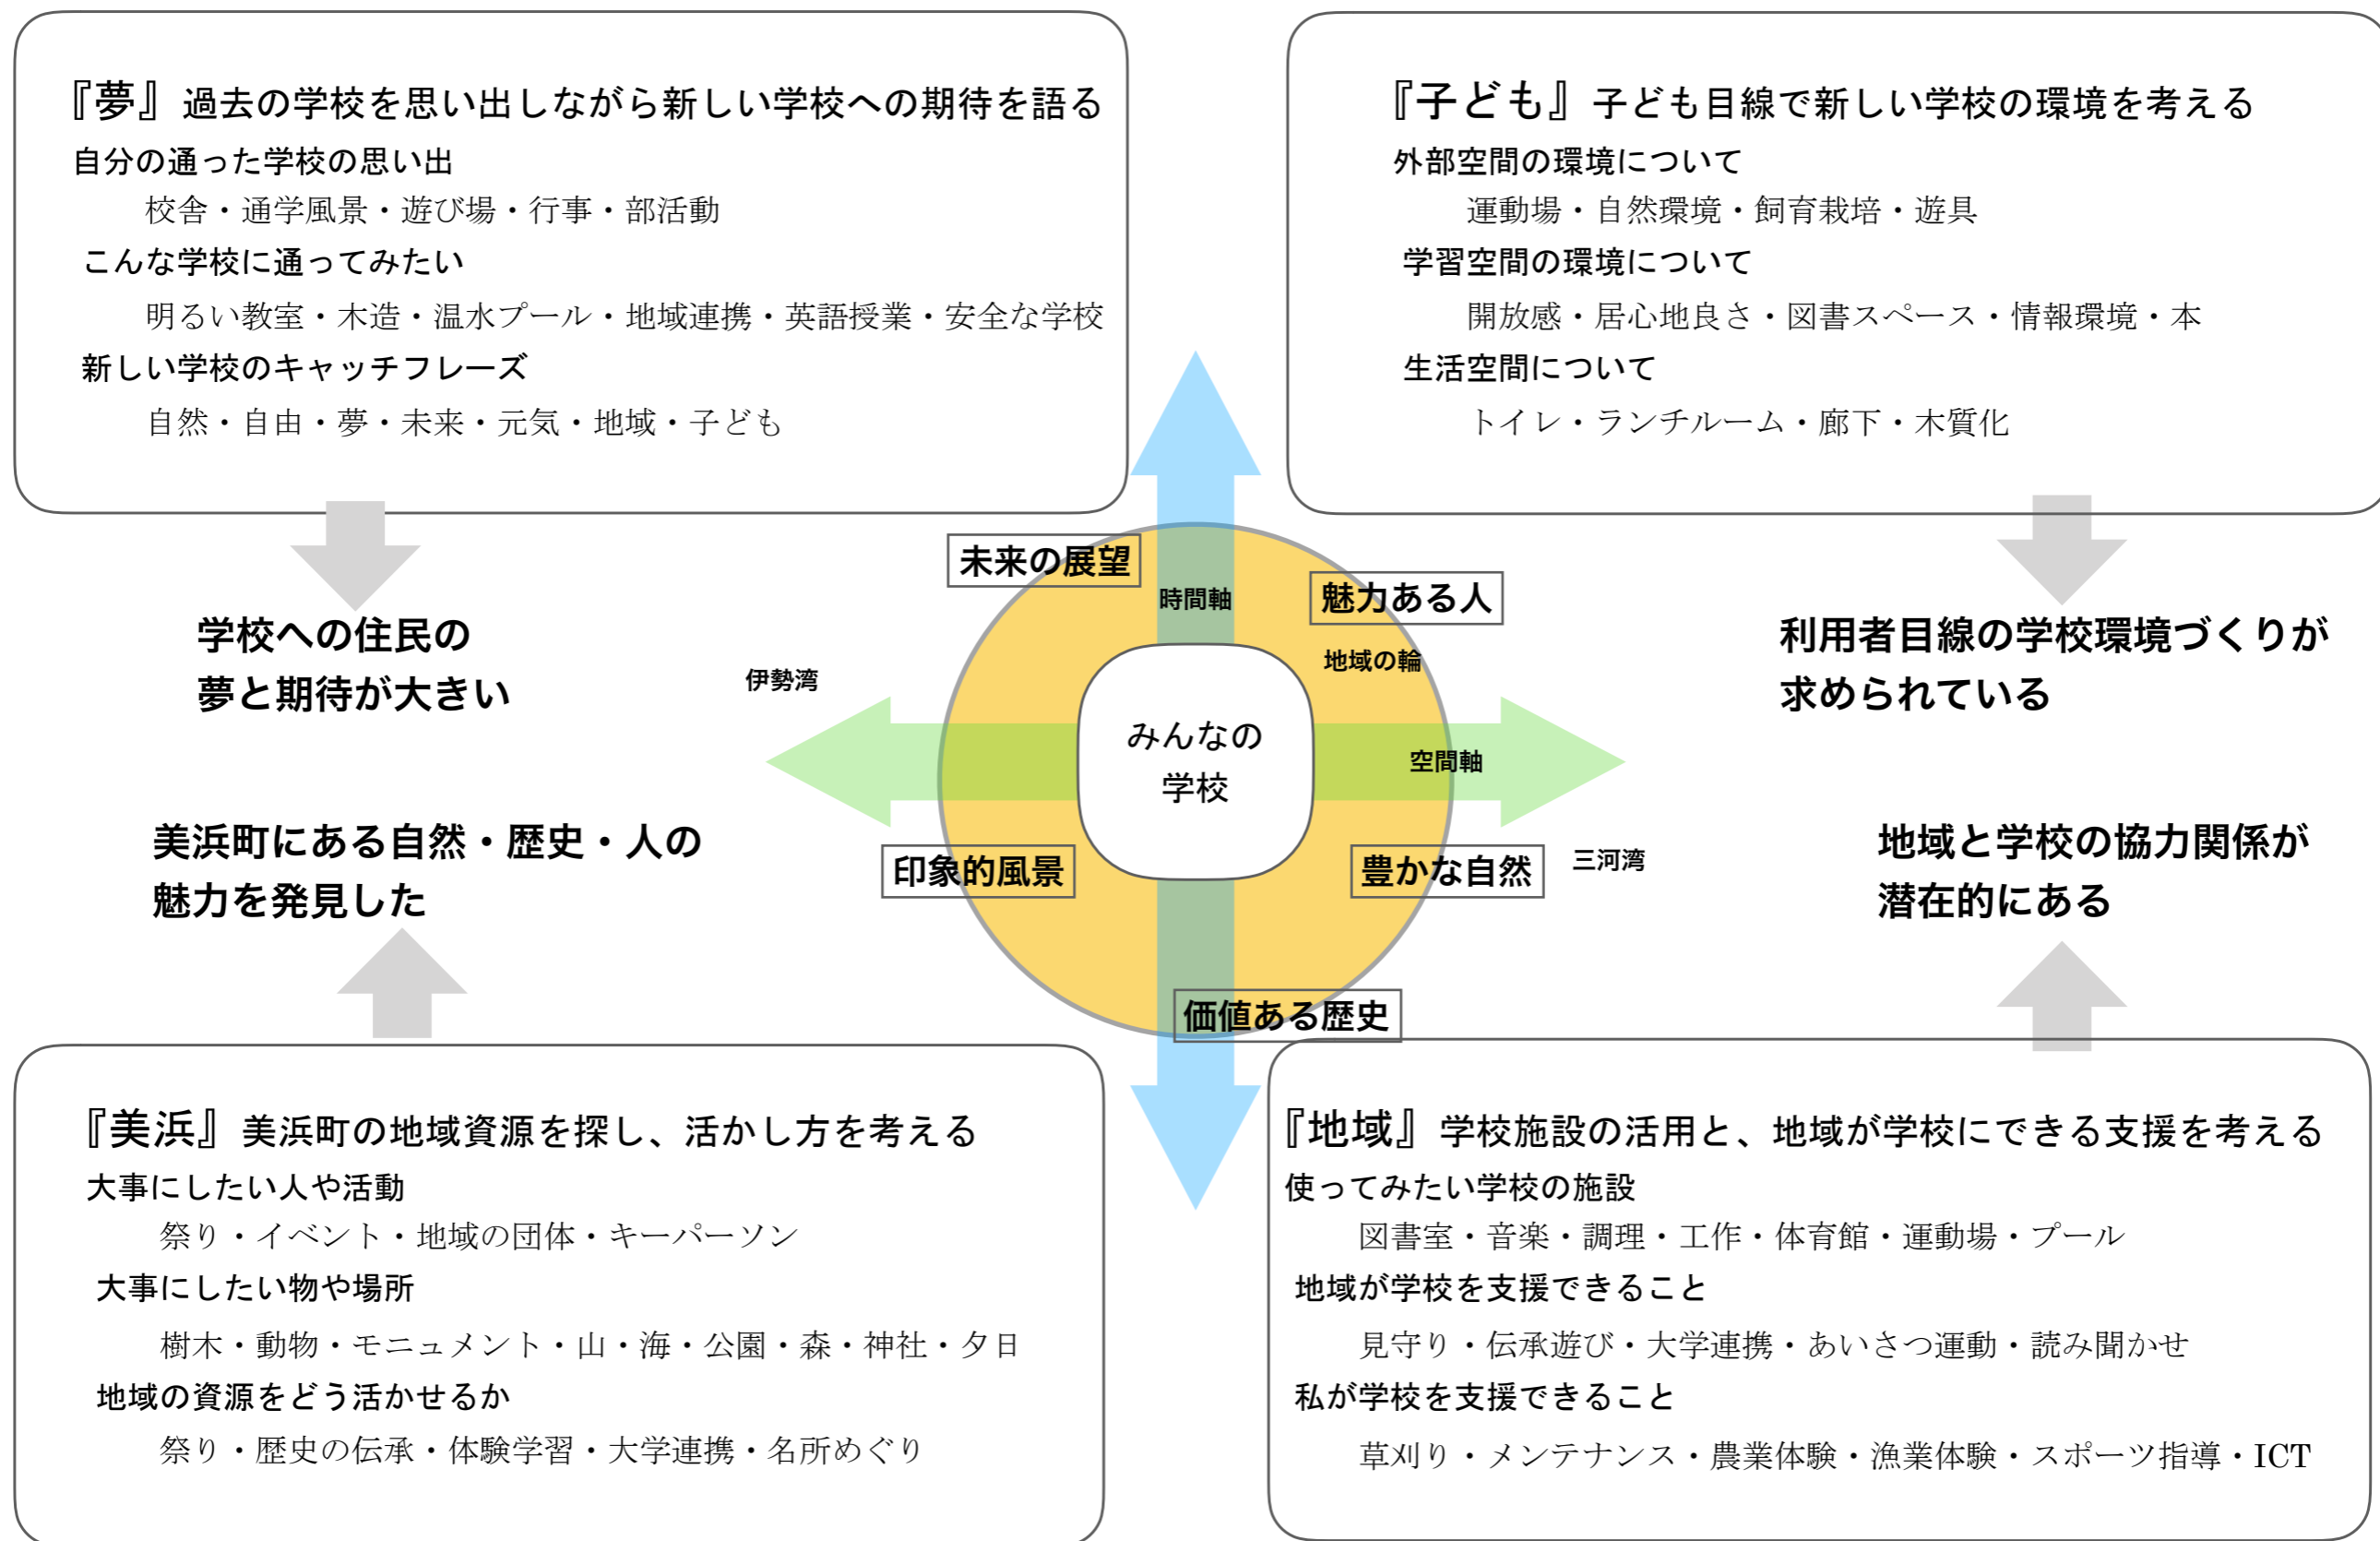 『夢』過去の学校を思い出しながら新しい学校への期待を語る
自分の通った学校の思い出
校舎・通学風景・遊び場・行事・部活動
こんな学校に通ってみたい
明るい教室・木造・温水プール・地域連携・英語授業・安全な学校
新しい学校のキャッチフレーズ
自然・自由・夢・未来・元気・地域・子ども
『子ども』子ども目線で新しい学校の環境を考える
外部空間の環境について
運動場・自然環境・飼育栽培・遊具
学習空間の環境について
開放感・居心地良さ・図書スペース・情報環境・本
生活空間について
トイレ・ランチルーム・廊下・木質化
学校への住民の
夢と期待が大きい
未来の展望
時間軸
魅力ある人
地域の輪
伊勢湾
みんなの
学校
空間軸
利用者目線の学校環境づくりが
求められている
美浜町にある自然・歴史・人の
魅力を発見した
印象的風景
豊かな自然
三河湾
価値ある歴史
地域と学校の協力関係が
潜在的にある
『美浜』美浜町の地域資源を探し、活かし方を考える
大事にしたい人や活動
祭り・イベント・地域の団体・キーパーソン
大事にしたい物や場所
樹木・動物・モニュメント・山・海・公園・森・神社・夕日
地域の資源をどう活かせるか
祭り・歴史の伝承・体験学習・大学連携・名所めぐり
『地域』学校施設の活用と、地域が学校にできる支援を考える
使ってみたい学校の施設
図書室・音楽・調理・工作・体育館・運動場・プール
地域が学校を支援できること
見守り・伝承遊び・大学連携・あいさつ運動・読み聞かせ
私が学校を支援できること
草刈り・メンテナンス・農業体験・漁業体験・スポーツ指導・ICT